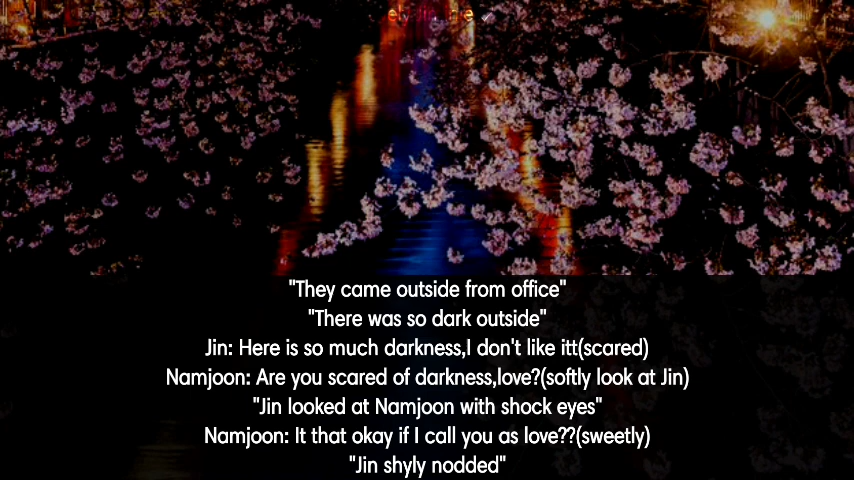 "They came outside from office"
"There was so dark outside"
Jin: Here is so much darkness,I don't like itt(scared)
Namjoon: Are you scared of darkness,love?(softly look at Jin)
"Jin looked at Namjoon with shock eyes"
Namjoon: It that okay if I call you as love??(sweetly)
"Jin shyly nodded"